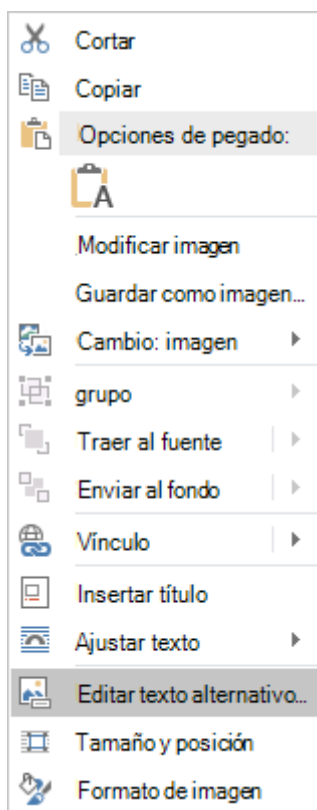 Cortar
Copiar
Opciones de pegado:
A
Modificar imagen
Guardar como imagen...
Cambio: imagen
grupo
Traer al fuente
Enviar al fondo
Vínculo
Insertar título
Ajustar texto
Editar texto alternativo...
Tamaño y posición
Formato de imagen